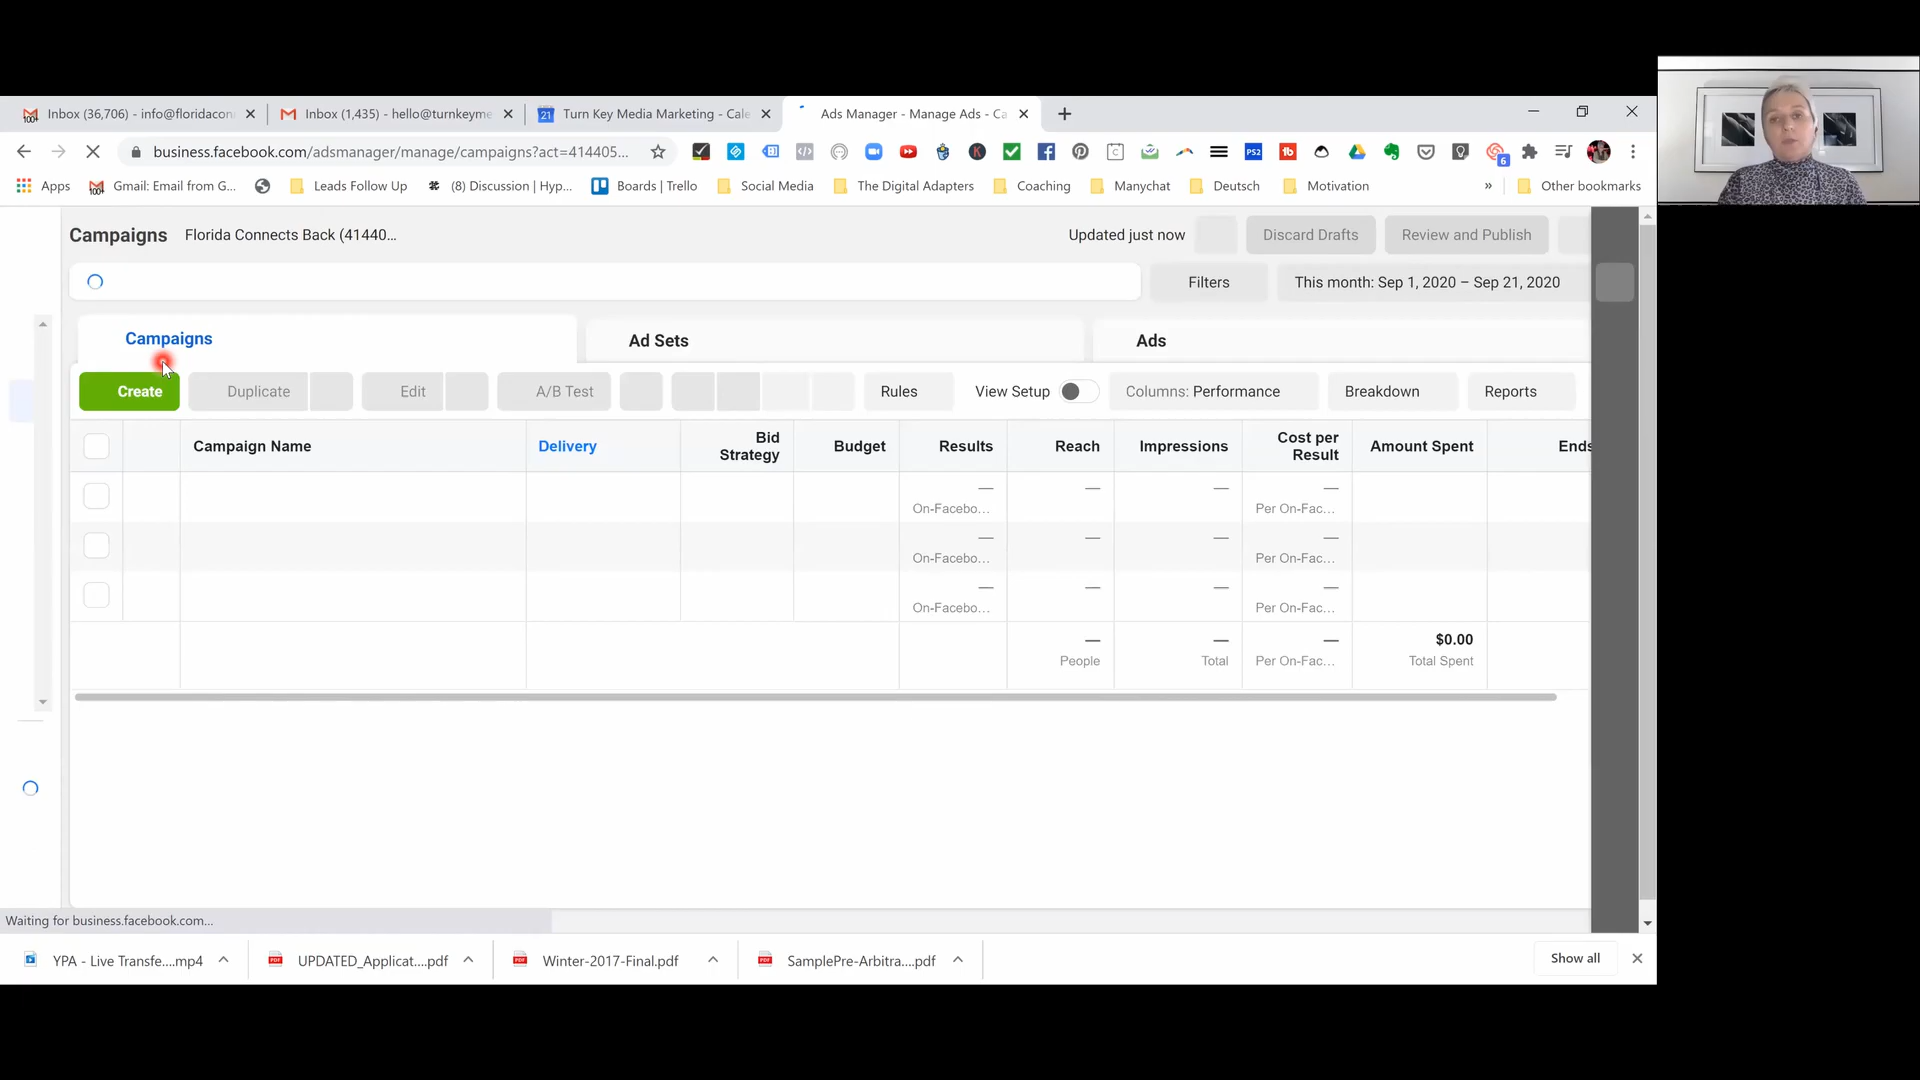 Inbox (36,706) - info@floridacon
Inbox (1,435) - hello@turnkeyme
21
Turn Key Media Marketing - Cale
Ads Manager - Manage Ads - Ca
business.facebook.com/adsmanager/manage/campaigns?act=414405...
PS2
6
Apps
Gmail: Email from G...
Leads Follow Up
(8) Discussion | Hyp...
Boards | Trello
Social Media
The Digital Adapters
Coaching
Manychat
Deutsch
Motivation
»
Other bookmarks
Campaigns
Florida Connects Back (41440...
Updated just now
Discard Drafts
Review and Publish
Filters
This month: Sep 1, 2020 – Sep 21, 2020
Campaigns
Ad Sets
Ads
Create
Duplicate
Edit
A/B Test
Rules
View Setup
Columns: Performance
Breakdown
Reports
Campaign Name
Delivery
Bid
Strategy
Budget
Results
Reach
Impressions
Cost per
Result
Amount Spent
Ends
— — — —
On-Facebo... Per On-Fac...
— — — —
On-Facebo... Per On-Fac...
— — — —
On-Facebo... Per On-Fac...
— — — $0.00
People Total Per On-Fac... Total Spent
Waiting for business.facebook.com...
YPA - Live Transfe....mp4
UPDATED_Applicat....pdf
Winter-2017-Final.pdf
SamplePre-Arbitra....pdf
Show all